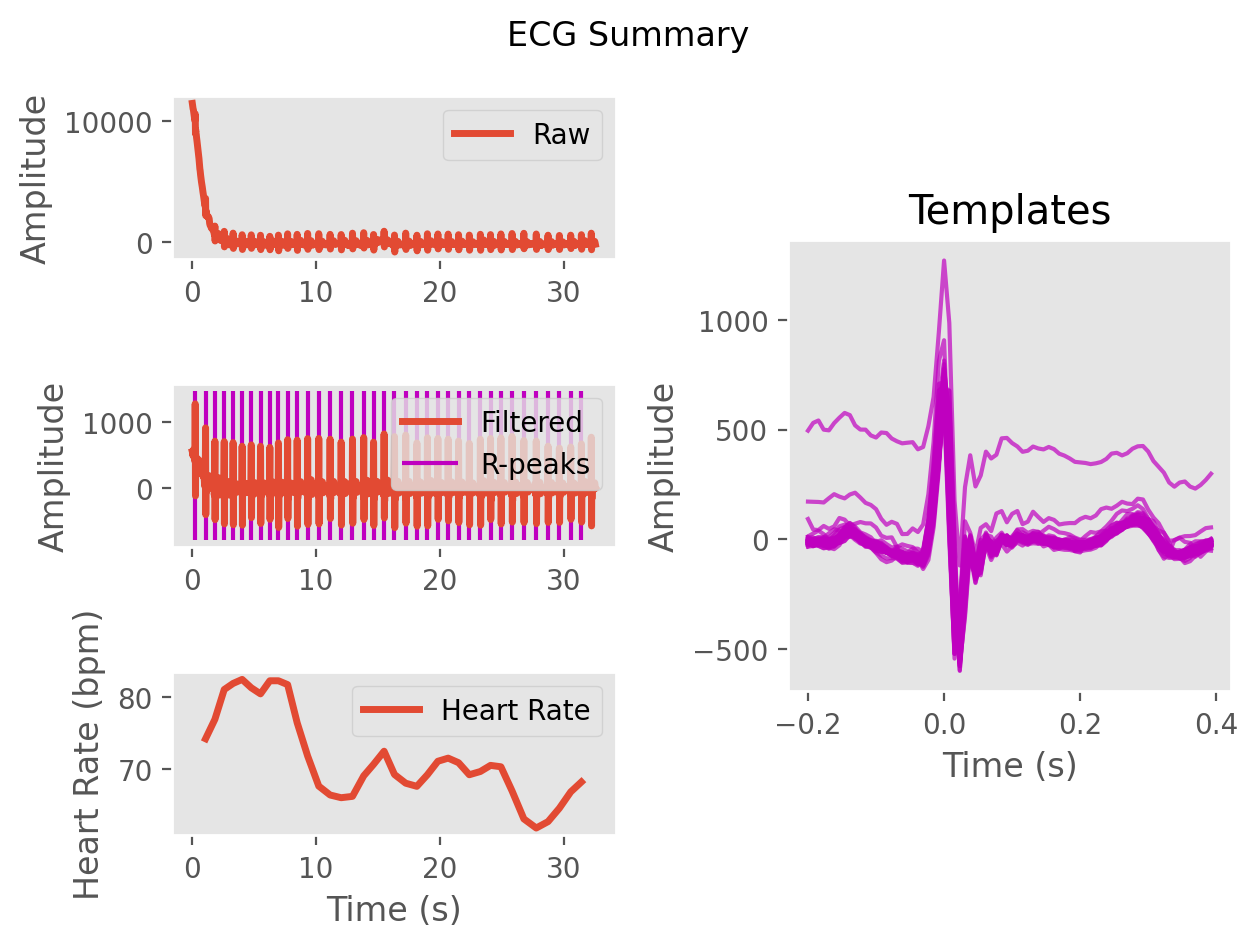 ECG Summary
Amplitude
10000
0
Raw
0 10 20 30
Amplitude
1000
0
Filtered
R-peaks
0 10 20 30
Heart Rate (bpm)
80
70
Heart Rate
0 10 20 30
Time (s)
Templates
Amplitude
1000
500
0
−500
−0.2 0.0 0.2 0.4
Time (s)